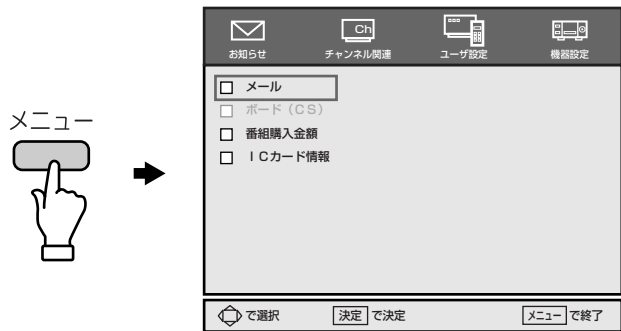 メニュー
Ch
お知らせ チャンネル関連 ユーザ設定 機器設定
メール
ボード（CS）
番組購入金額
ICカード情報
で選択 決定 で決定 メニュー で終了